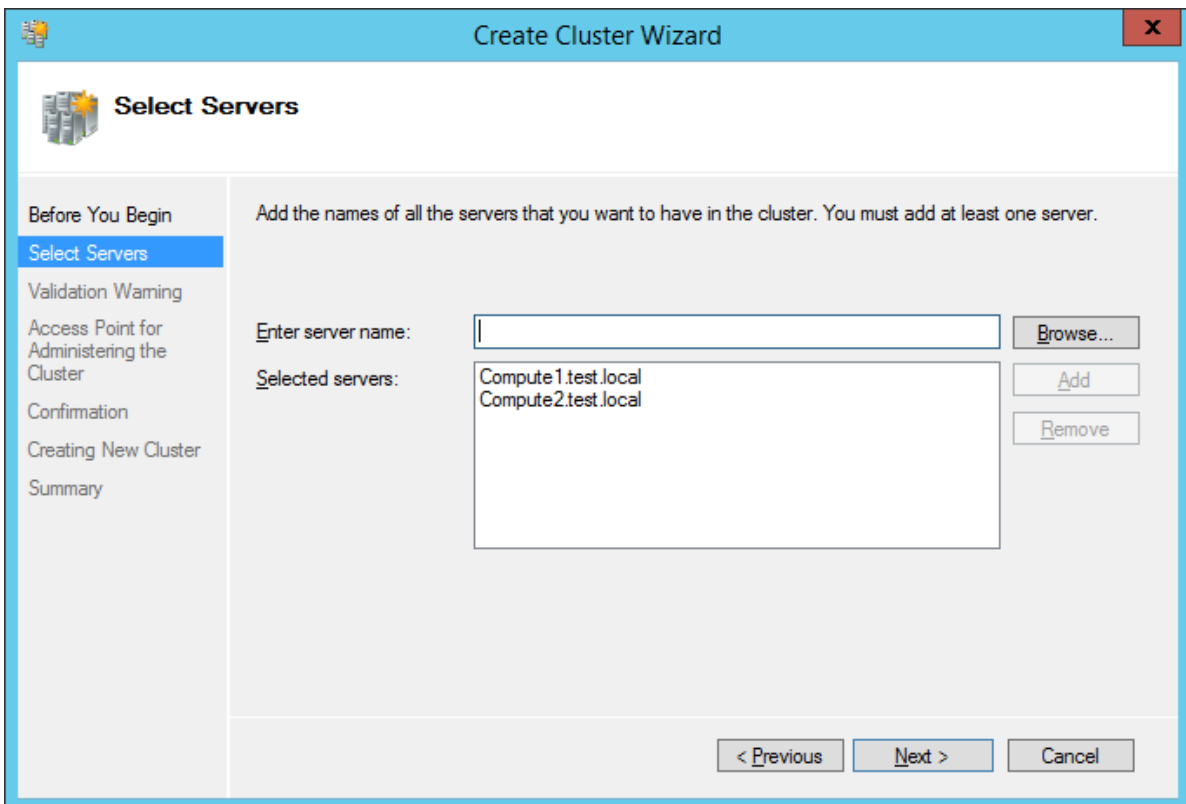 Create Cluster Wizard
x
Select Servers
Before You Begin
Select Servers
Validation Warning
Access Point for
Administering the
Cluster
Confirmation
Creating New Cluster
Summary
Add the names of all the servers that you want to have in the cluster. You must add at least one server.
Enter server name:
Browse...
Selected servers:
Compute1.test.local
Compute2.test.local
Add
Remove
< Previous
Next >
Cancel